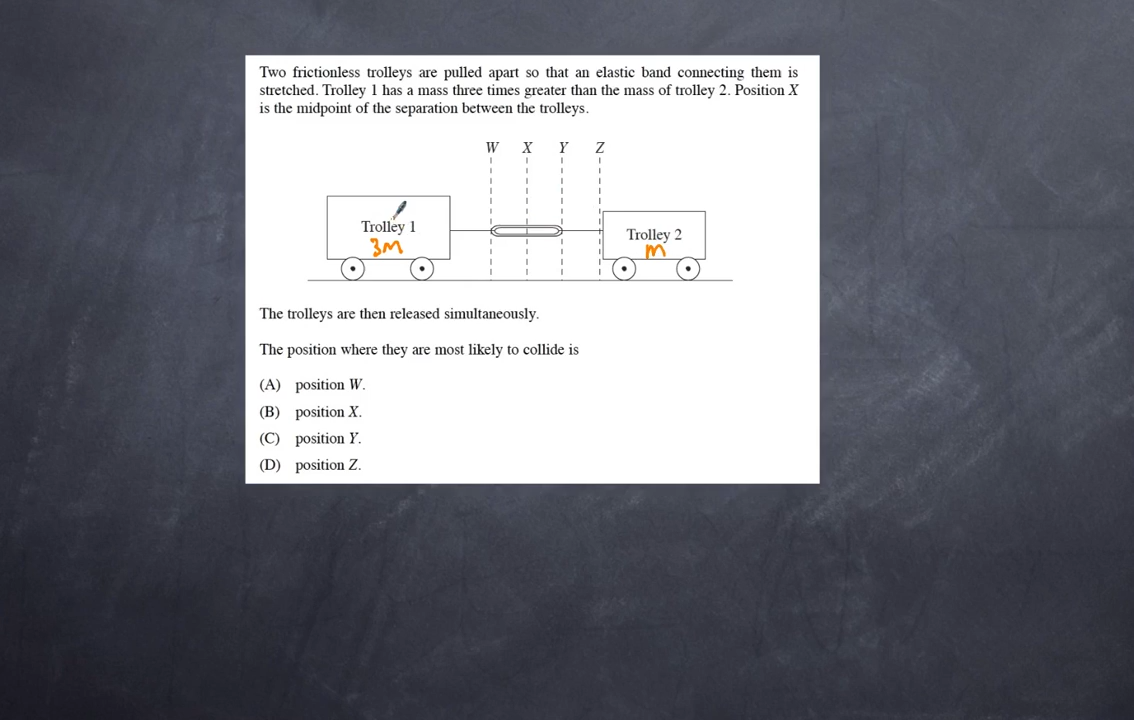 Two frictionless trolleys are pulled apart so that an elastic band connecting them is
stretched. Trolley 1 has a mass three times greater than the mass of trolley 2. Position X
is the midpoint of the separation between the trolleys.
W X Y Z
Trolley 1
3M
Trolley 2
m
The trolleys are then released simultaneously.
The position where they are most likely to collide is
(A) position W.
(B) position X.
(C) position Y.
(D) position Z.